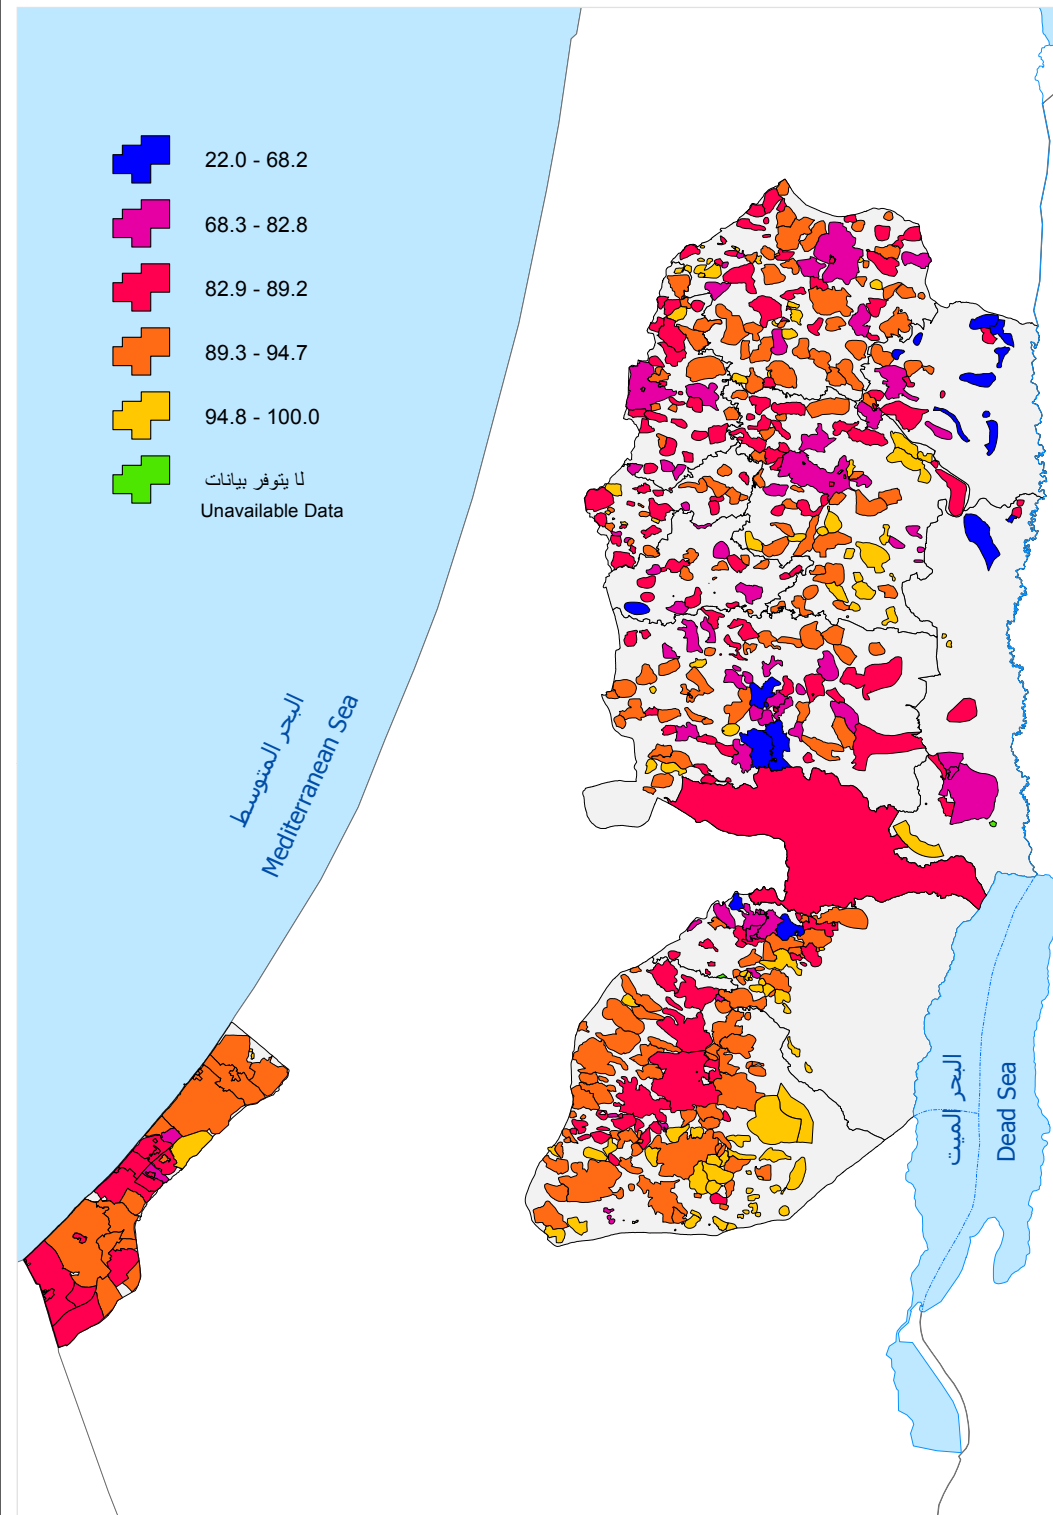 22.0 - 68.2
68.3 - 82.8
82.9 - 89.2
89.3 - 94.7
94.8 - 100.0
لا يتوفر بيانات
Unavailable Data
البحر المتوسط
Mediterranean Sea
البحر الميت
Dead Sea